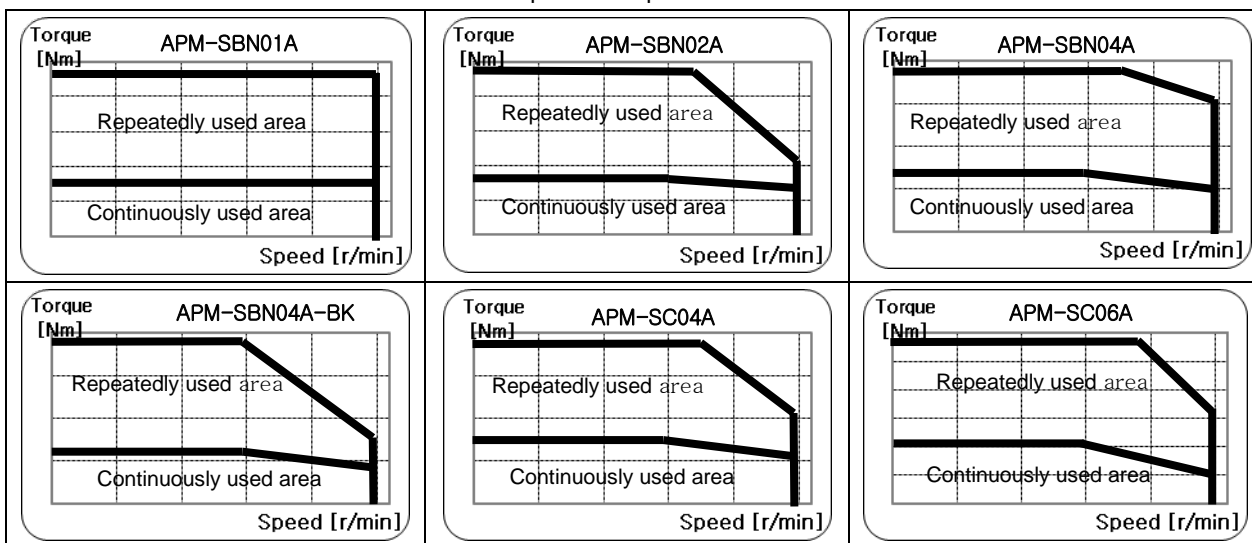 Torque
[Nm]
APM-SBN01A
Repeatedly used area
Continuously used area
Speed [r/min]
Torque
[Nm]
APM-SBN02A
Repeatedly used area
Continuously used area
Speed [r/min]
Torque
[Nm]
APM-SBN04A
Repeatedly used area
Continuously used area
Speed [r/min]
Torque
[Nm]
APM-SBN04A-BK
Repeatedly used area
Continuously used area
Speed [r/min]
Torque
[Nm]
APM-SC04A
Repeatedly used area
Continuously used area
Speed [r/min]
Torque
[Nm]
APM-SC06A
Repeatedly used area
Continuously used area
Speed [r/min]